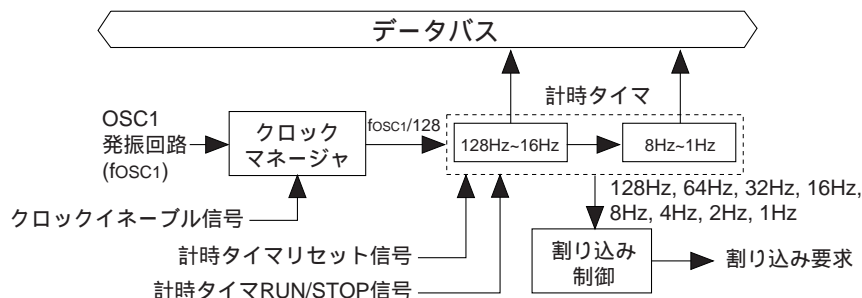 データバス
計時タイマ
OSC1
発振回路
(fOSC1)
クロック
マネージャ
fOSC1/128
128Hz~16Hz
8Hz~1Hz
128Hz, 64Hz, 32Hz, 16Hz,
8Hz, 4Hz, 2Hz, 1Hz
クロックイネーブル信号
計時タイマリセット信号
計時タイマRUN/STOP信号
割り込み
制御
割り込み要求